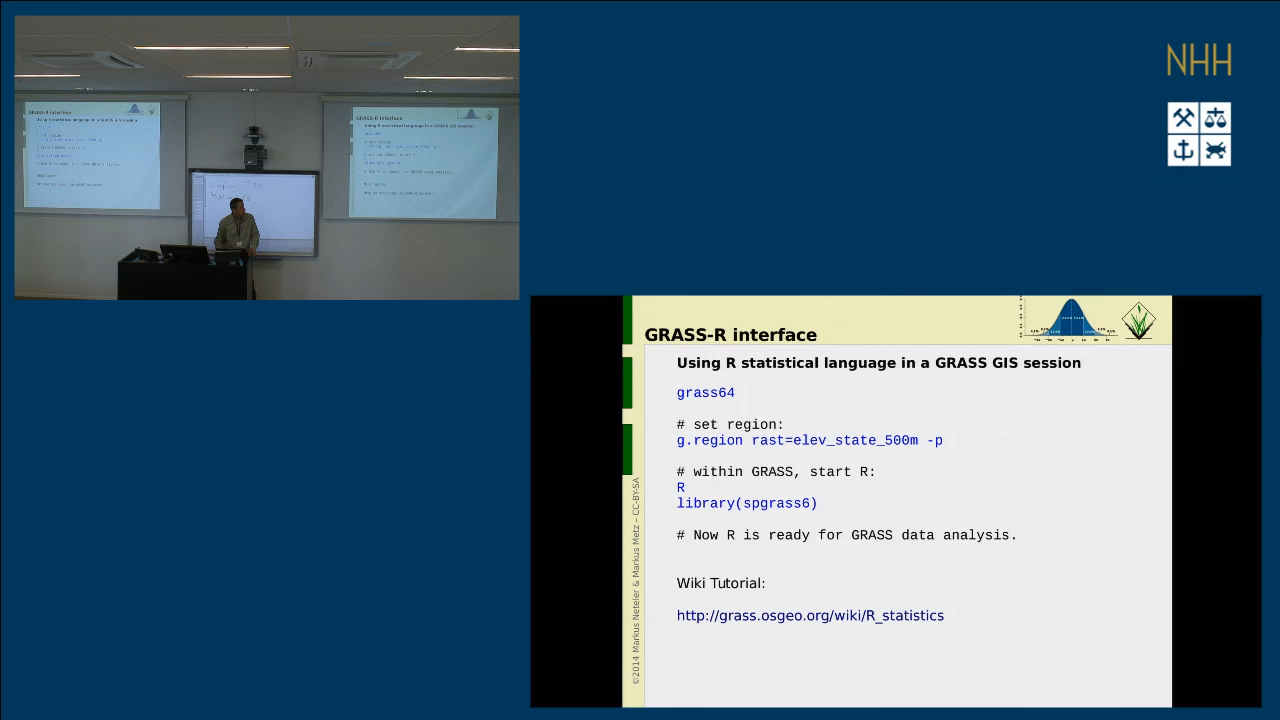 NHH
GRASS-R interface
Using R statistical language in a GRASS GIS session
grass64
# set region:
g.region rast=elev_state_500m -p
# within GRASS, start R:
R
library(spgrass6)
# Now R is ready for GRASS data analysis.
Wiki Tutorial:
http://grass.osgeo.org/wiki/R_statistics
©2014 Markus Neteler & Markus Metz – CC-BY-SA